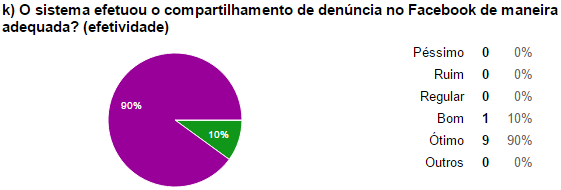 k) O sistema efetuou o compartilhamento de denúncia no Facebook de maneira
adequada? (efetividade)
90%
10%
Péssimo 0 0%
Ruim 0 0%
Regular 0 0%
Bom 1 10%
Ótimo 9 90%
Outros 0 0%